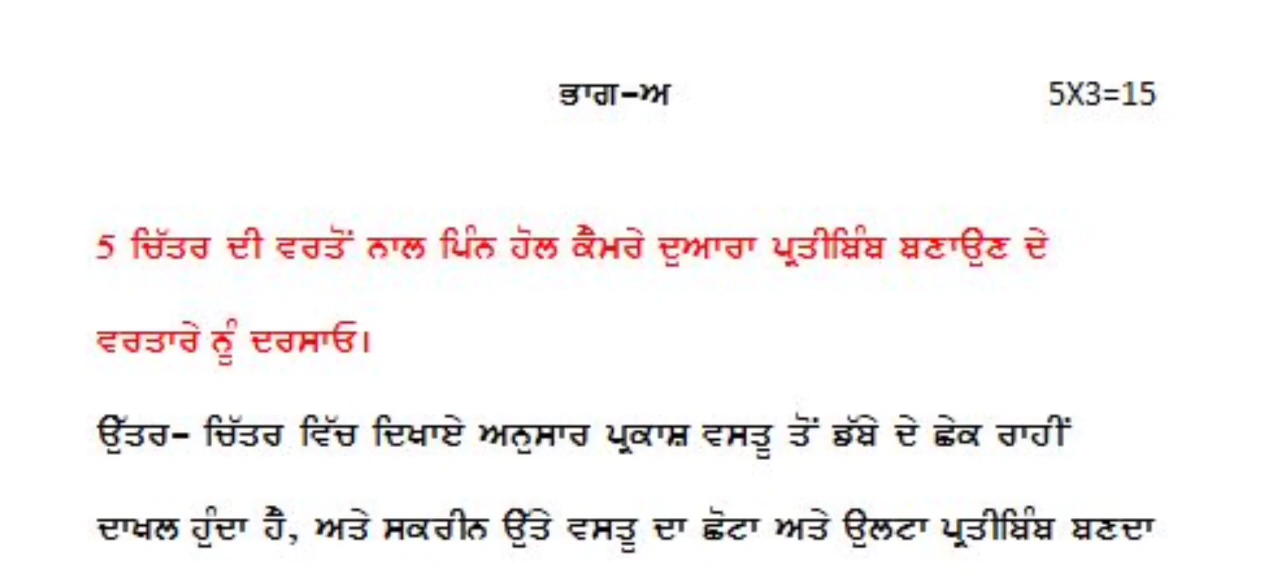 ਭਾਗ-ਅ 5X3=15
5 ਚਿੱਤਰ ਦੀ ਵਰਤੋਂ ਨਾਲ ਪਿੰਨ ਹੋਲ ਕੈਮਰੇ ਦੁਆਰਾ ਪ੍ਰਤੀਬਿੰਬ ਬਣਾਉਣ ਦੇ
ਵਰਤਾਰੇ ਨੂੰ ਦਰਸਾਓ।
ਉੱਤਰ- ਚਿੱਤਰ ਵਿੱਚ ਦਿਖਾਏ ਅਨੁਸਾਰ ਪ੍ਰਕਾਸ਼ ਵਸਤੂ ਤੋਂ ਡੱਬੇ ਦੇ ਛੇਕ ਰਾਹੀਂ
ਦਾਖਲ ਹੁੰਦਾ ਹੈ, ਅਤੇ ਸਕਰੀਨ ਉੱਤੇ ਵਸਤੂ ਦਾ ਛੋਟਾ ਅਤੇ ਉਲਟਾ ਪ੍ਰਤੀਬਿੰਬ ਬਣਦਾ